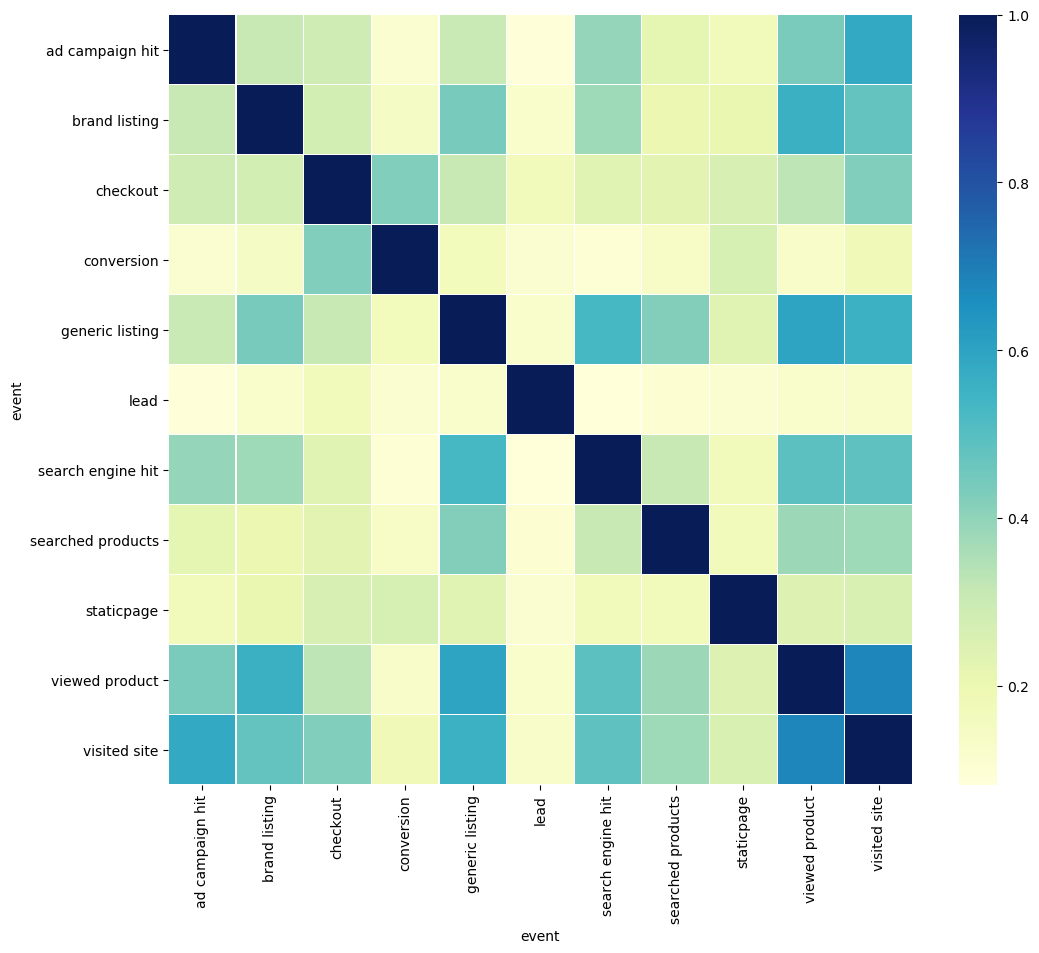 ad campaign hit
brand listing
checkout
conversion
generic listing
lead
search engine hit
searched products
staticpage
viewed product
visited site
event
ad campaign hit
brand listing
checkout
conversion
generic listing
lead
search engine hit
searched products
staticpage
viewed product
visited site
event
1.0
0.8
0.6
0.4
0.2